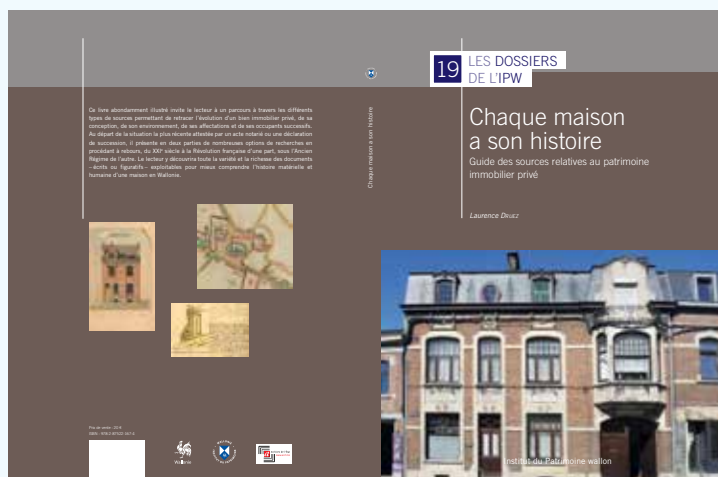 Ce livre abondamment illustré invite le lecteur à un parcours à travers les différents
types de sources permettant de retracer l'évolution d'un bien immobilier privé, de sa
conception, de son environnement, de ses affectations et de ses occupants successifs.
Au départ de la situation la plus récente attestée par un acte notarié ou une déclaration
de succession, il présente en deux parties de nombreuses options de recherches en
procédant à rebours, du XXIe siècle à la Révolution française d'une part, sous l'Ancien
Régime de l'autre. Le lecteur y découvrira toute la variété et la richesse des documents
– écrits ou figuratifs – exploitables pour mieux comprendre l'histoire matérielle et
humaine d'une maison en Wallonie.
Wallonie
Chaque maison a son histoire
19
LES DOSSIERS
DE L'IPW
Chaque maison
a son histoire
Guide des sources relatives au patrimoine
immobilier privé
Laurence Druez
Institut du Patrimoine wallon